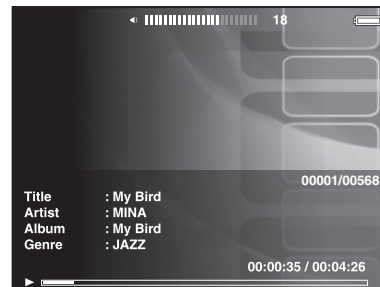 18
00001/00568
Title : My Bird
Artist : MINA
Album : My Bird
Genre : JAZZ
00:00:35 / 00:04:26